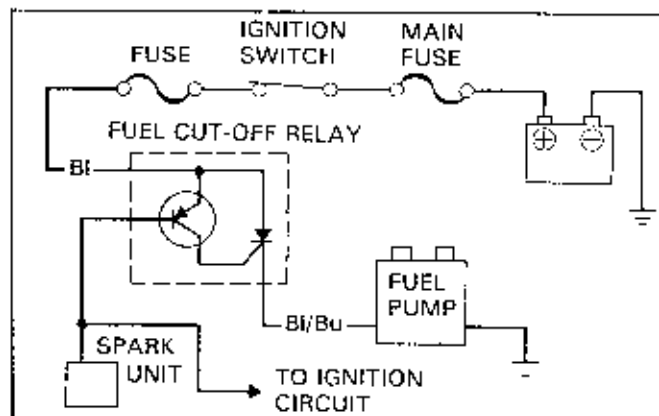 IGNITION
SWITCH
MAIN
FUSE
FUSE
FUEL CUT-OFF RELAY
Bl
FUEL
PUMP
Bl/Bu
SPARK
UNIT
TO IGNITION
CIRCUIT